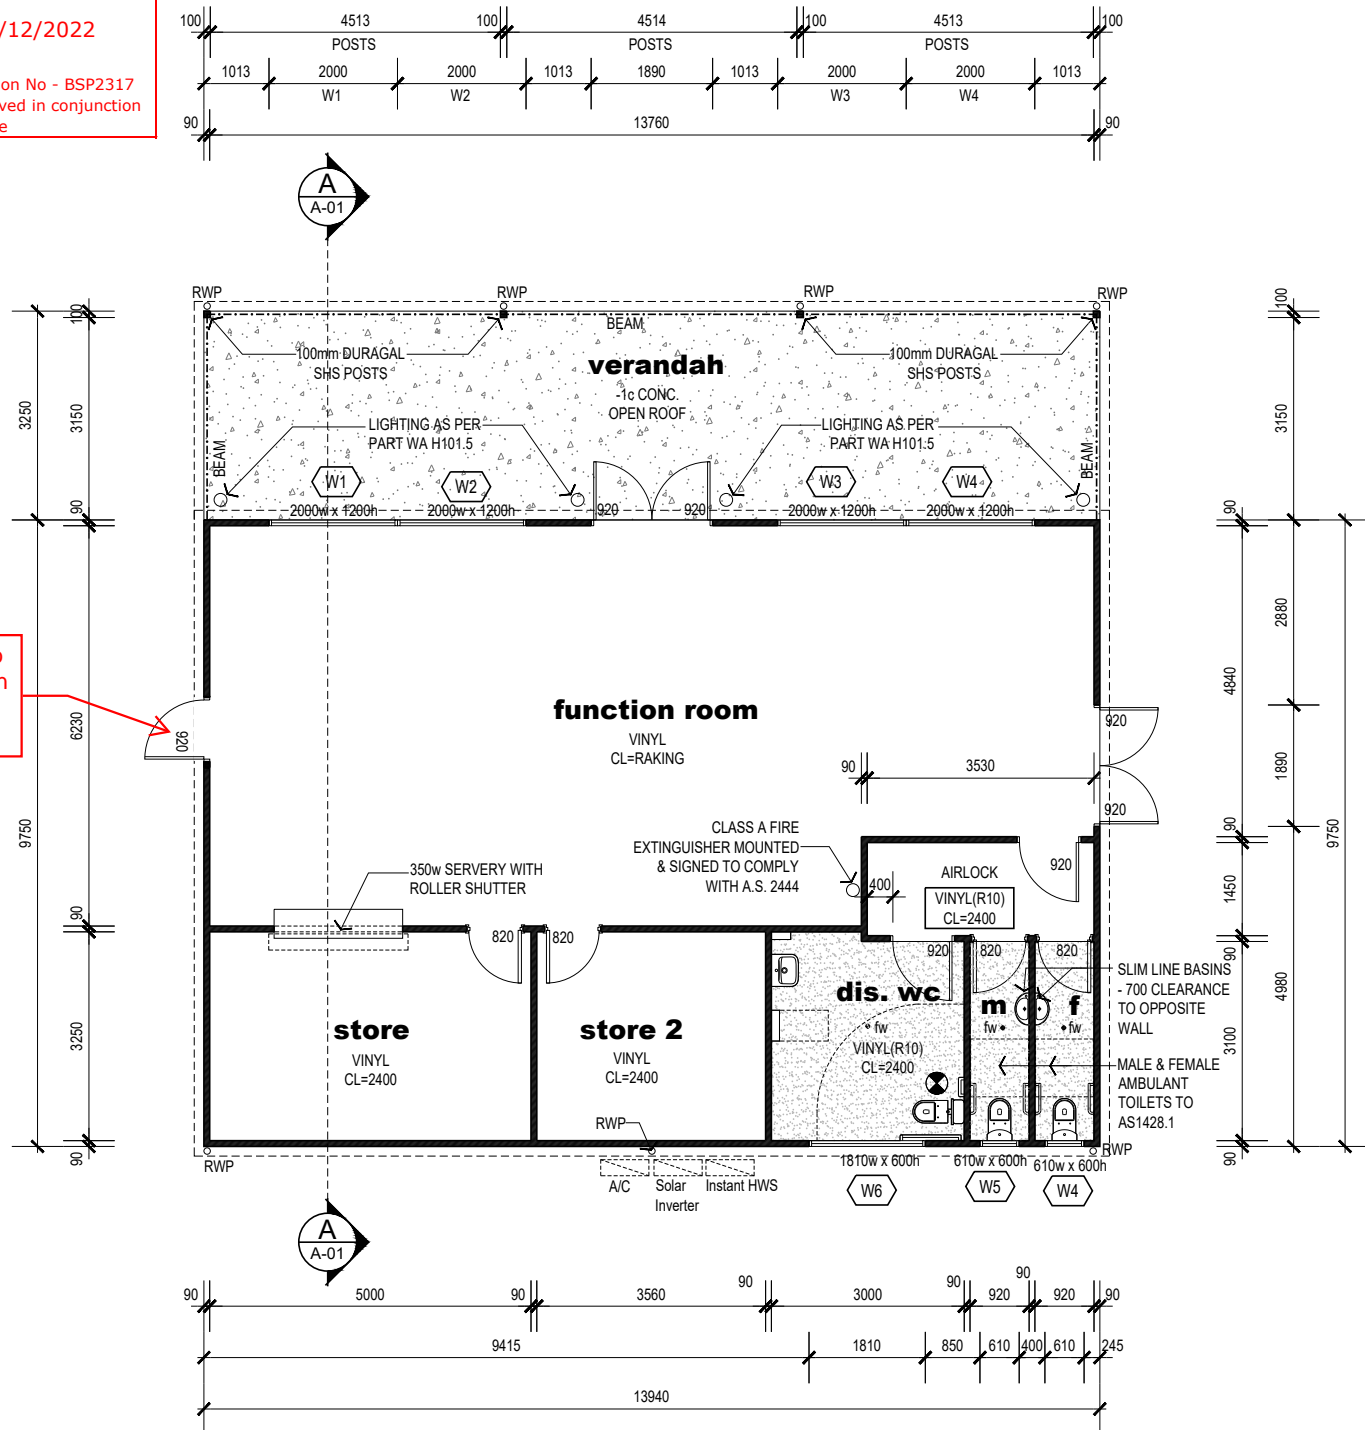 /12/2022
on No - BSP2317
ved in conjunction
e
100 4513 100 4514 100 4513 100
POSTS POSTS POSTS
1013 2000 2000 1013 1890 1013 2000 2000 1013
W1 W2 W3 W4
90 13760 90
A
A-01
RWP RWP RWP RWP
BEAM
100mm DURAGAL
SHS POSTS
verandah
-1c CONC.
OPEN ROOF
100mm DURAGAL
SHS POSTS
LIGHTING AS PER
PART WA H101.5
LIGHTING AS PER
PART WA H101.5
BEAM
BEAM
W1 W2 W3 W4
2000w x 1200h 2000w x 1200h 920 920 2000w x 1200h 2000w x 1200h
100
3150
3250
90
6230
9750
90
3250
90
100
3150
90
2880
4840
1890
90
9750
1450
90
4980
3100
90
function room
VINYL
CL=RAKING
920
920
920
90 3530
CLASS A FIRE
EXTINGUISHER MOUNTED
& SIGNED TO COMPLY
WITH A.S. 2444
400
AIRLOCK
VINYL(R10)
CL=2400
920
350w SERVERY WITH
ROLLER SHUTTER
820 820 920 820 820
SLIM LINE BASINS
- 700 CLEARANCE
TO OPPOSITE
WALL
store
VINYL
CL=2400
store 2
VINYL
CL=2400
dis. wc
fw
VINYL(R10)
CL=2400
m
fw
f
fw
MALE & FEMALE
AMBULANT
TOILETS TO
AS1428.1
RWP
RWP
RWP
A/C Solar Inverter Instant HWS
1810w x 600h 610w x 600h 610w x 600h
W6 W5 W4
A
A-01
90 5000 90 3560 90 3000 90 920 90 920 90
9415 1810 850 610 400 610 245
13940